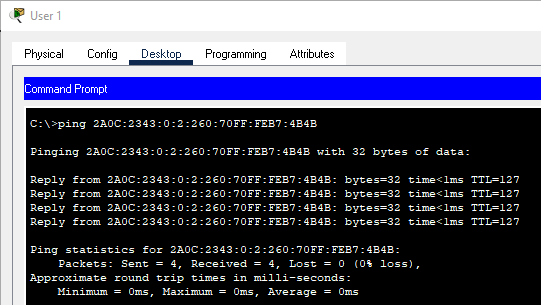 User 1
Physical Config Desktop Programming Attributes
Command Prompt
C:\>ping 2A0C:2343:0:2:260:70FF:FEB7:4B4B
Pinging 2A0C:2343:0:2:260:70FF:FEB7:4B4B with 32 bytes of data:
Reply from 2A0C:2343:0:2:260:70FF:FEB7:4B4B: bytes=32 time<1ms TTL=127
Reply from 2A0C:2343:0:2:260:70FF:FEB7:4B4B: bytes=32 time<1ms TTL=127
Reply from 2A0C:2343:0:2:260:70FF:FEB7:4B4B: bytes=32 time<1ms TTL=127
Reply from 2A0C:2343:0:2:260:70FF:FEB7:4B4B: bytes=32 time<1ms TTL=127
Ping statistics for 2A0C:2343:0:2:260:70FF:FEB7:4B4B:
Packets: Sent = 4, Received = 4, Lost = 0 (0% loss),
Approximate round trip times in milli-seconds:
Minimum = 0ms, Maximum = 0ms, Average = 0ms